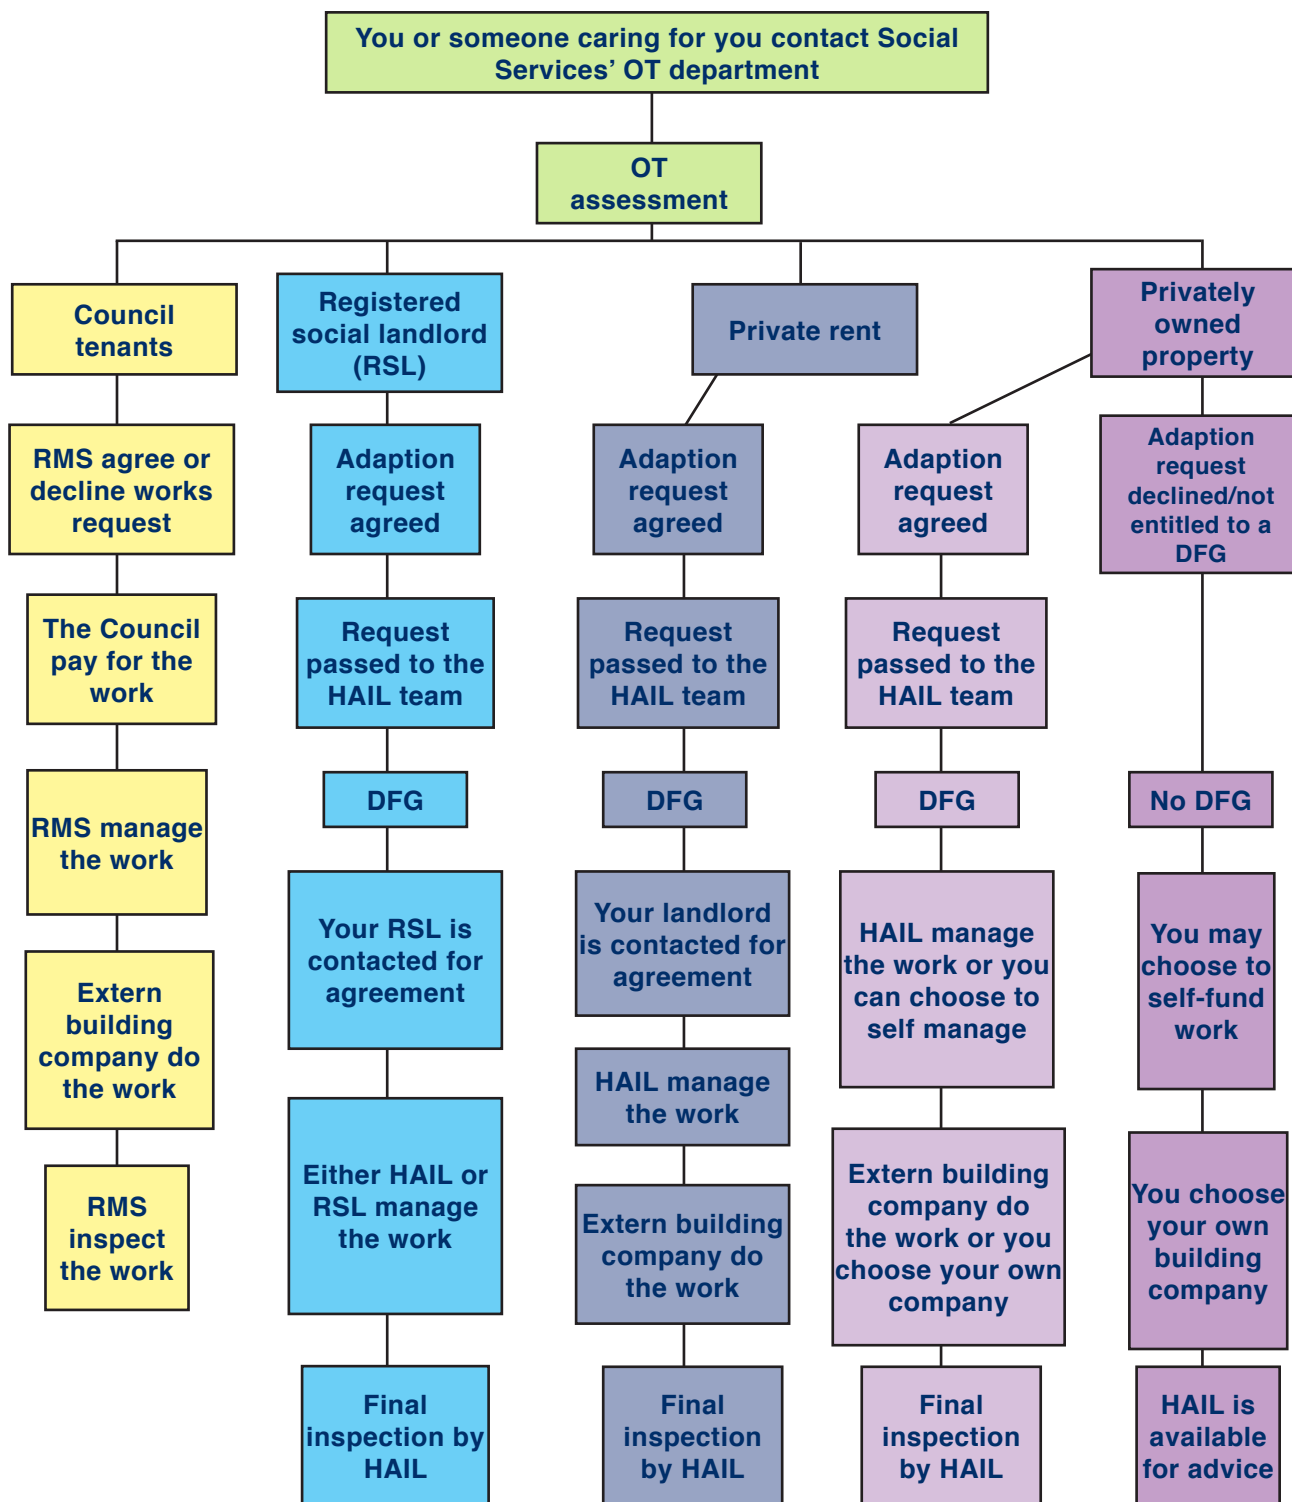 You or someone caring for you contact Social
Services’ OT department
OT
assessment
Council
tenants
RMS agree or
decline works
request
The Council
pay for the
work
RMS manage
the work
Extern
building
company do
the work
RMS
inspect
the work
Registered
social landlord
(RSL)
Adaption
request
agreed
Request
passed to the
HAIL team
DFG
Your RSL is
contacted for
agreement
Either HAIL or
RSL manage
the work
Final
inspection by
HAIL
Private rent
Adaption
request
agreed
Request
passed to the
HAIL team
DFG
Your landlord
is contacted for
agreement
HAIL manage
the work
Extern building
company do
the work
Final
inspection
by HAIL
Privately
owned
property
Adaption
request
agreed
Request
passed to the
HAIL team
DFG
HAIL manage
the work or you
can choose to
self manage
Extern building
company do
the work or you
choose your own
company
Final
inspection
by HAIL
Adaption
request
declined/not
entitled to a
DFG
No DFG
You may
choose to
self-fund
work
You choose
your own
building
company
HAIL is
available
for advice